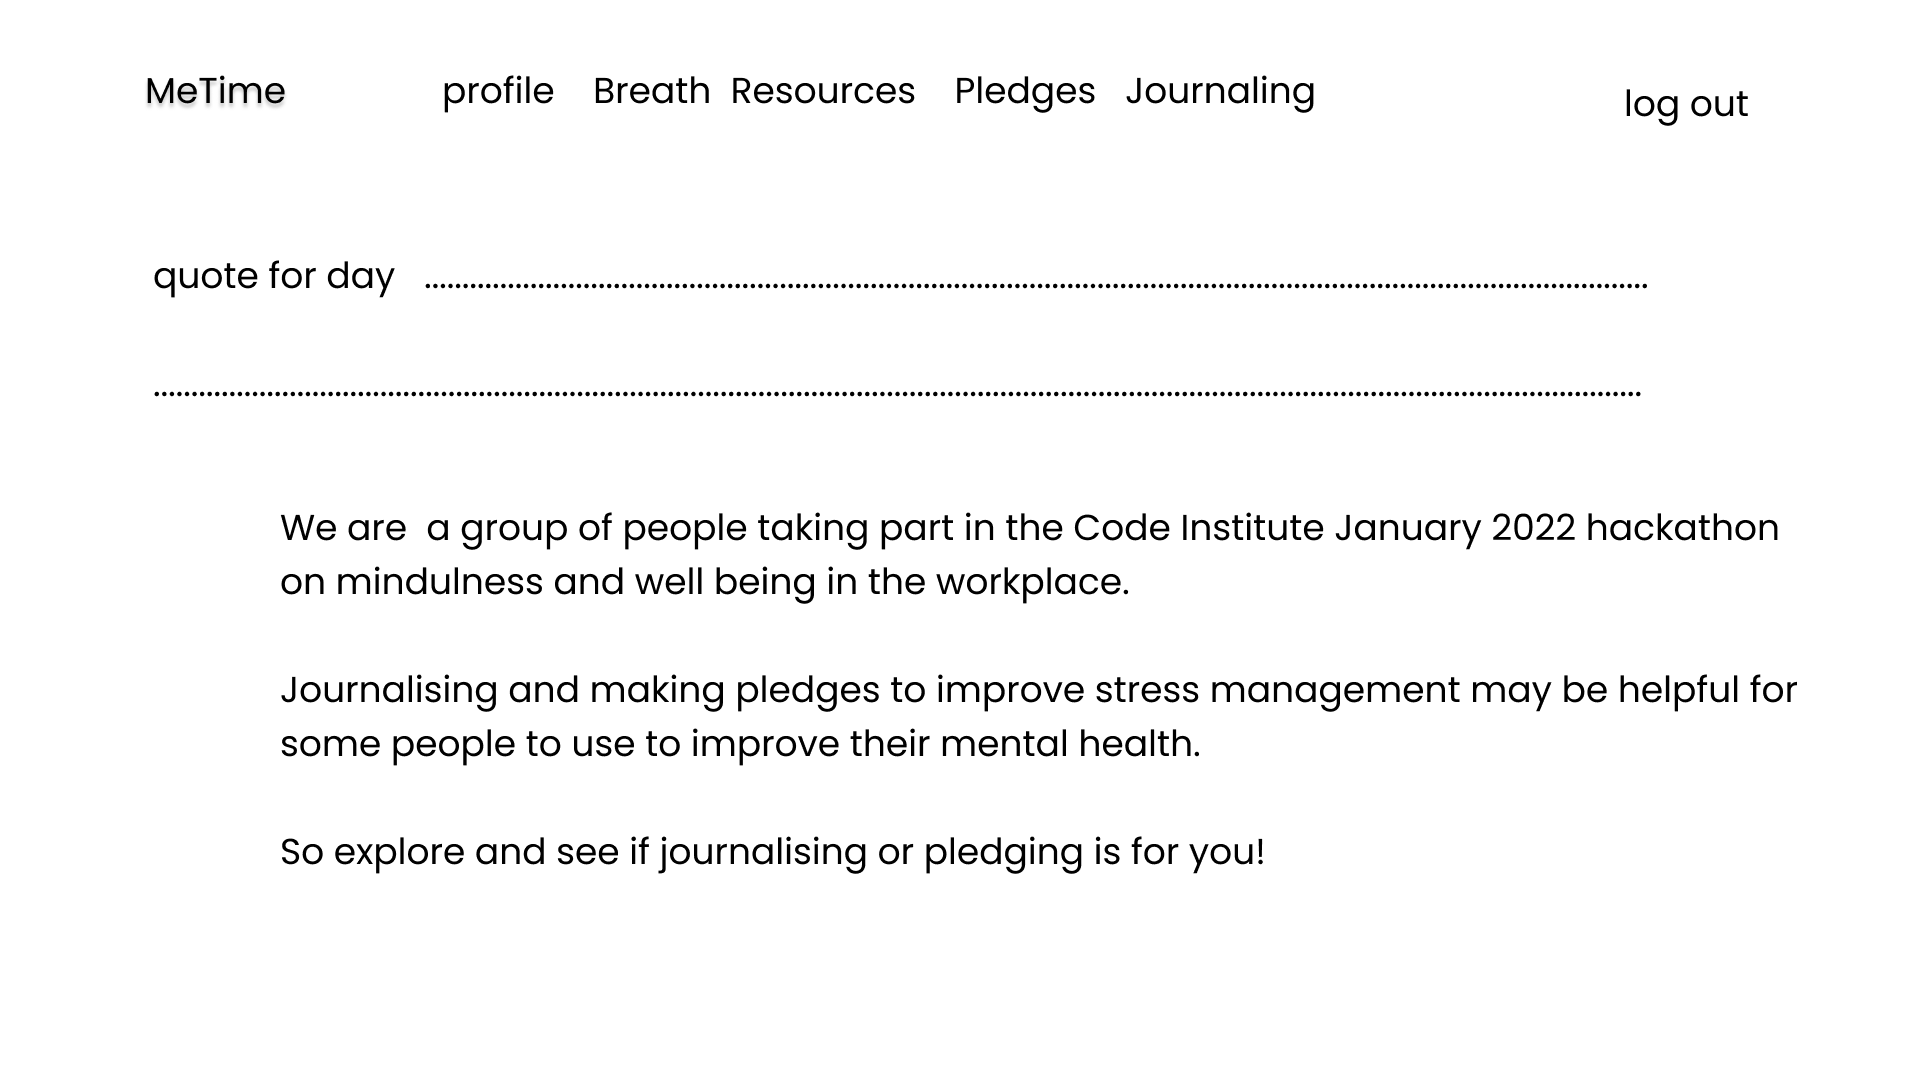 MeTime profile Breath Resources Pledges Journaling log out
quote for day ........................................................................................................................................................
..........................................................................................................................................................................................
We are  a group of people taking part in the Code Institute January 2022 hackathon
on mindulness and well being in the workplace.
Journalising and making pledges to improve stress management may be helpful for
some people to use to improve their mental health.
So explore and see if journalising or pledging is for you!